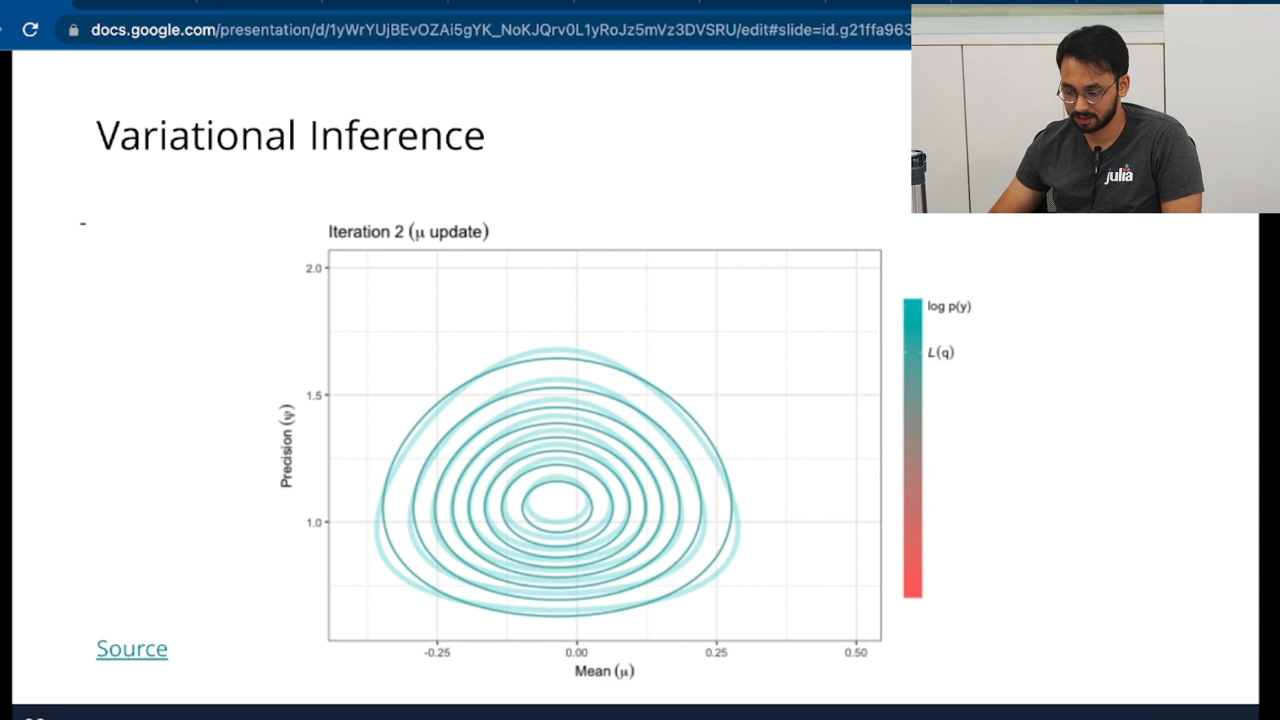 docs.google.com/presentation/d/1yWrYUjBEvOZAi5gYK_NoKJQrv0L1yRoJz5mVz3DVSRU/edit#slide=id.g21ffa963
julia
Variational Inference
-
Iteration 2 (μ update)
2.0
1.5
1.0
Precision (ψ)
-0.25 0.00 0.25 0.50
Mean (μ)
log p(y)
L(q)
Source